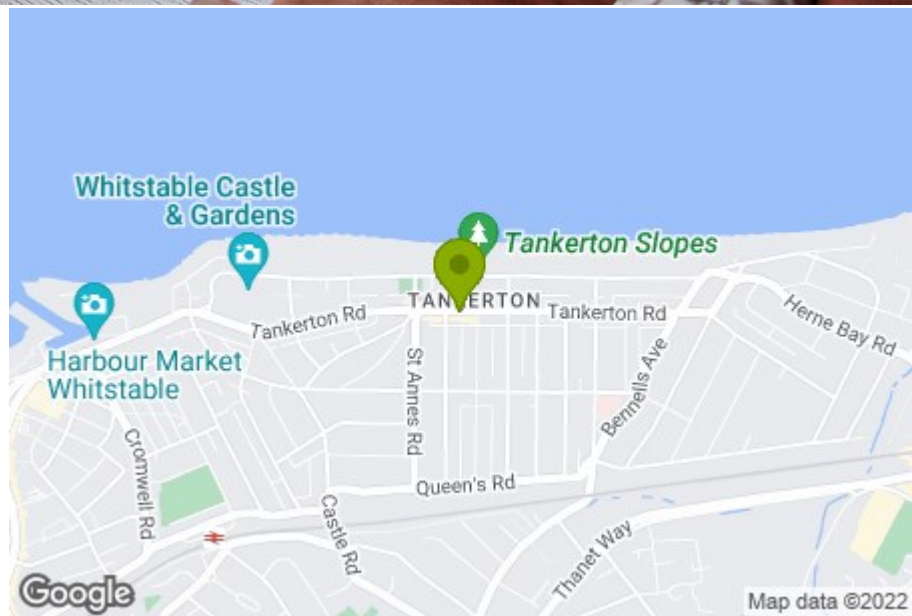 Whitstable Castle
& Gardens
Tankerton Slopes
TANKERTON
Tankerton Rd
Tankerton Rd
Herne Bay Rd
Harbour Market
Whitstable
St Annes Rd
Bennells Ave
Cromwell Rd
Queen's Rd
Castle Rd
Thanet Way
Google
Map data ©2022